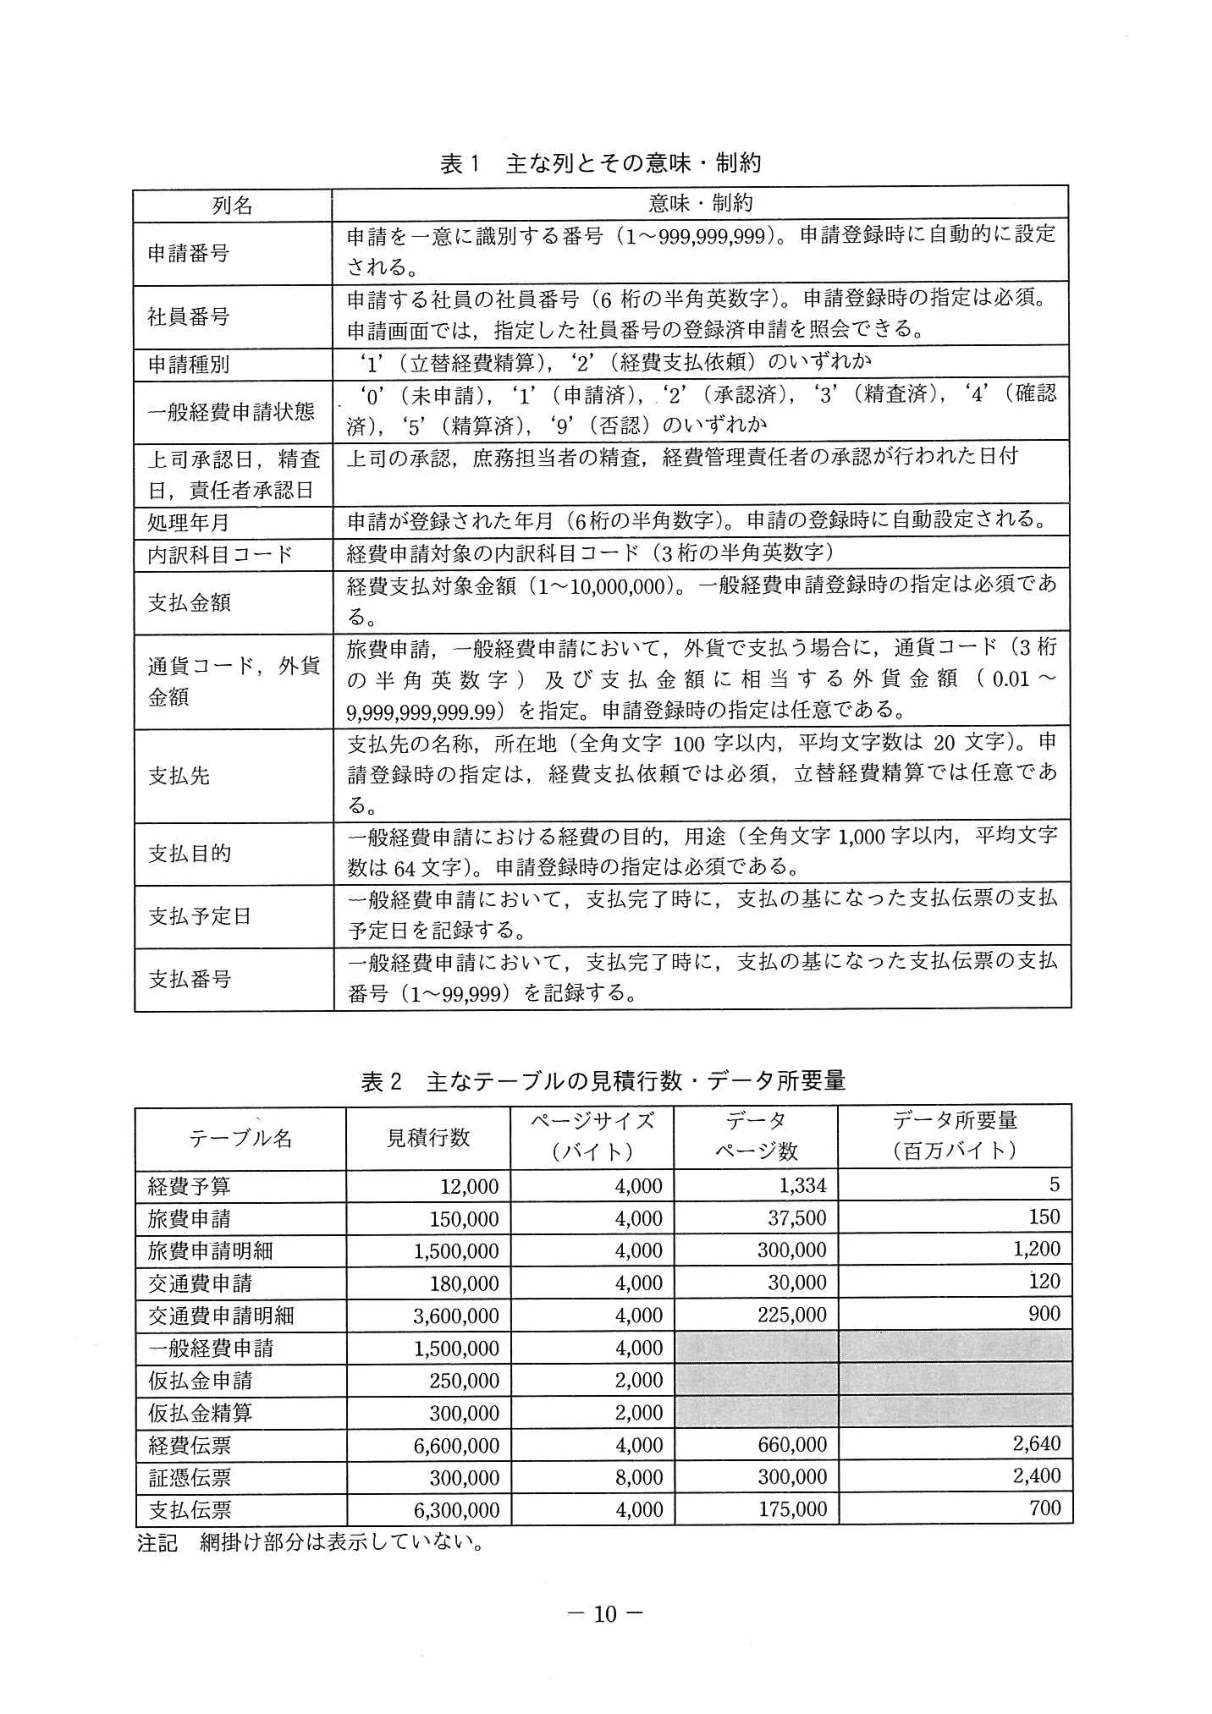 表1　主な列とその意味・制約
列名　意味・制約
申請番号　申請を一意に識別する番号（1～999,999,999）。申請登録時に自動的に設定
される。
社員番号　申請する社員の社員番号（6 桁の半角英数字）。申請登録時の指定は必須。
申請画面では，指定した社員番号の登録済申請を照会できる。
申請種別　‘1’（立替経費精算），‘2’（経費支払依頼）のいずれか
一般経費申請状態　‘0’（未申請），‘1’（申請済），‘2’（承認済），‘3’（精査済），‘4’（確認
済），‘5’（精算済），‘9’（否認）のいずれか
上司承認日，精査
日，責任者承認日　上司の承認，庶務担当者の精査，経費管理責任者の承認が行われた日付
処理年月　申請が登録された年月（6桁の半角数字）。申請の登録時に自動設定される。
内訳科目コード　経費申請対象の内訳科目コード（3 桁の半角英数字）
支払金額　経費支払対象金額（1～10,000,000）。一般経費申請登録時の指定は必須であ
る。
通貨コード，外貨
金額　旅費申請，一般経費申請において，外貨で支払う場合に，通貨コード（3 桁
の半角英数字）及び支払金額に相当する外貨金額（0.01～
9,999,999,999.99）を指定。申請登録時の指定は任意である。
支払先　支払先の名称，所在地（全角文字 100 字以内，平均文字数は 20 文字）。申
請登録時の指定は，経費支払依頼では必須，立替経費精算では任意であ
る。
支払目的　一般経費申請における経費の目的，用途（全角文字 1,000 字以内，平均文字
数は 64 文字）。申請登録時の指定は必須である。
支払予定日　一般経費申請において，支払完了時に，支払の基になった支払伝票の支払
予定日を記録する。
支払番号　一般経費申請において，支払完了時に，支払の基になった支払伝票の支払
番号（1～99,999）を記録する。
表2　主なテーブルの見積行数・データ所要量
テーブル名　見積行数　ページサイズ
（バイト）　データ
ページ数　データ所要量
（百万バイト）
経費予算　12,000　4,000　1,334　5
旅費申請　150,000　4,000　37,500　150
旅費申請明細　1,500,000　4,000　300,000　1,200
交通費申請　180,000　4,000　30,000　120
交通費申請明細　3,600,000　4,000　225,000　900
一般経費申請　1,500,000　4,000
仮払金申請　250,000　2,000
仮払金精算　300,000　2,000
経費伝票　6,600,000　4,000　660,000　2,640
証憑伝票　300,000　8,000　300,000　2,400
支払伝票　6,300,000　4,000　175,000　700
注記　網掛け部分は表示していない。
－ 10 －